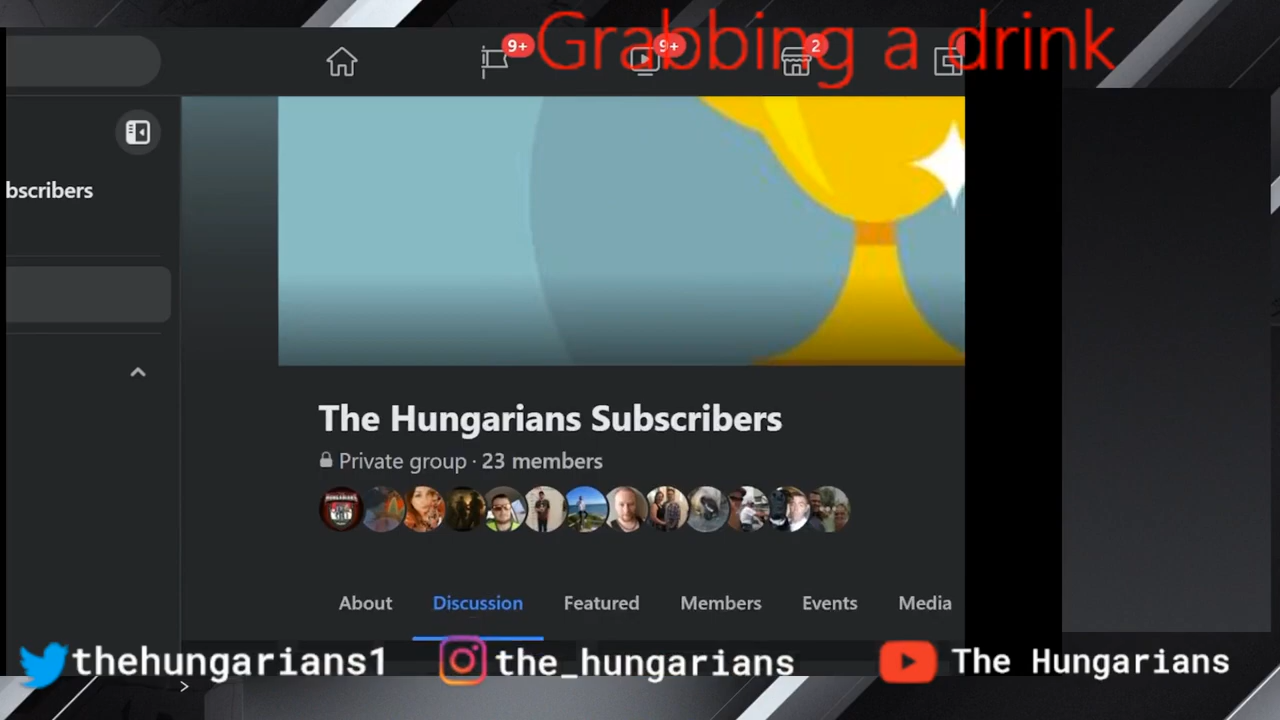 Grabbing a drink
9+
9+
2
bscribers
The Hungarians Subscribers
Private group · 23 members
About Discussion Featured Members Events Media
thehungarians1 the_hungarians The Hungarians
>